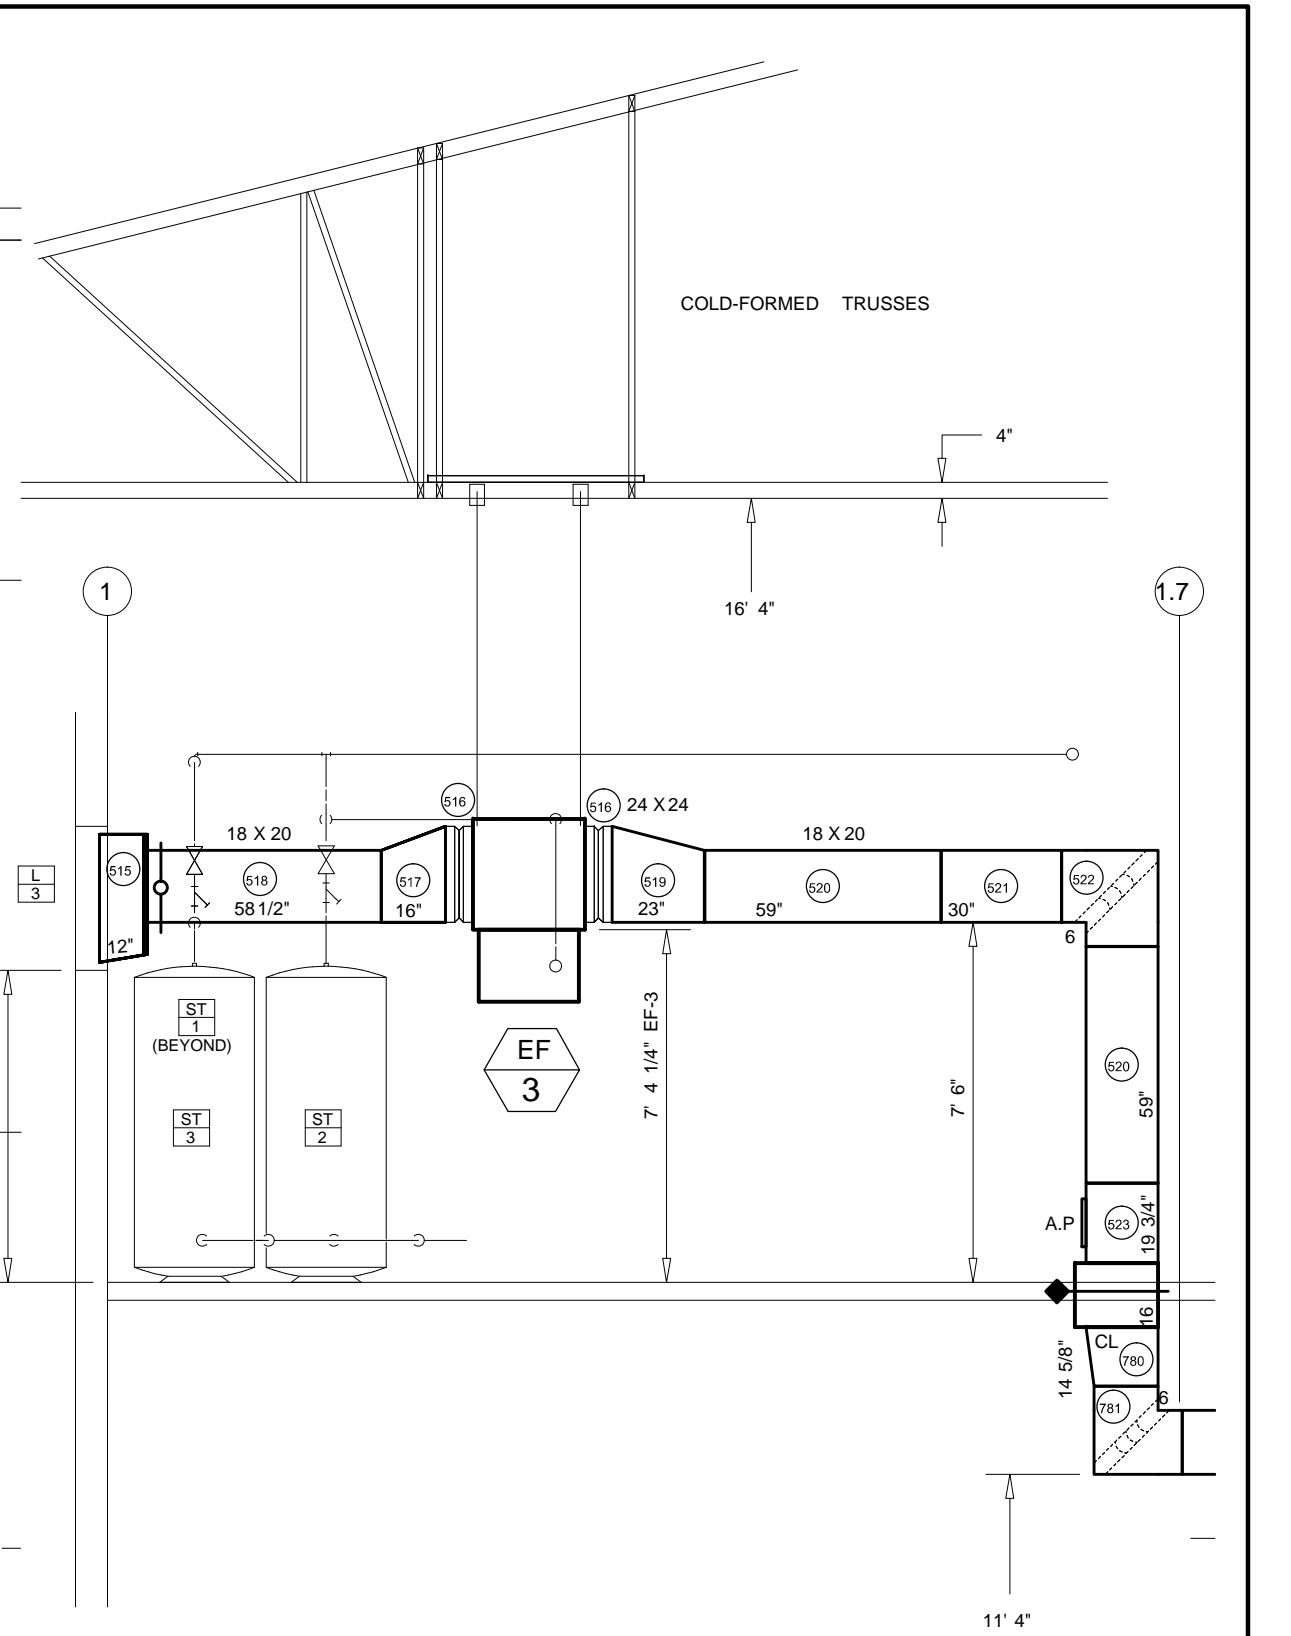 COLD-FORMED TRUSSES
4"
16' 4"
1
1.7
516
516
24 X 24
18 X 20
18 X 20
L
3
515
518
58 1/2"
517
16"
519
23"
520
59"
521
30"
522
6
12"
ST
1
(BEYOND)
ST
3
ST
2
EF
3
7' 4 1/4" EF-3
7' 6"
520
59"
A.P
523
19 3/4"
16
CL
780
14 5/8"
781
6
11' 4"